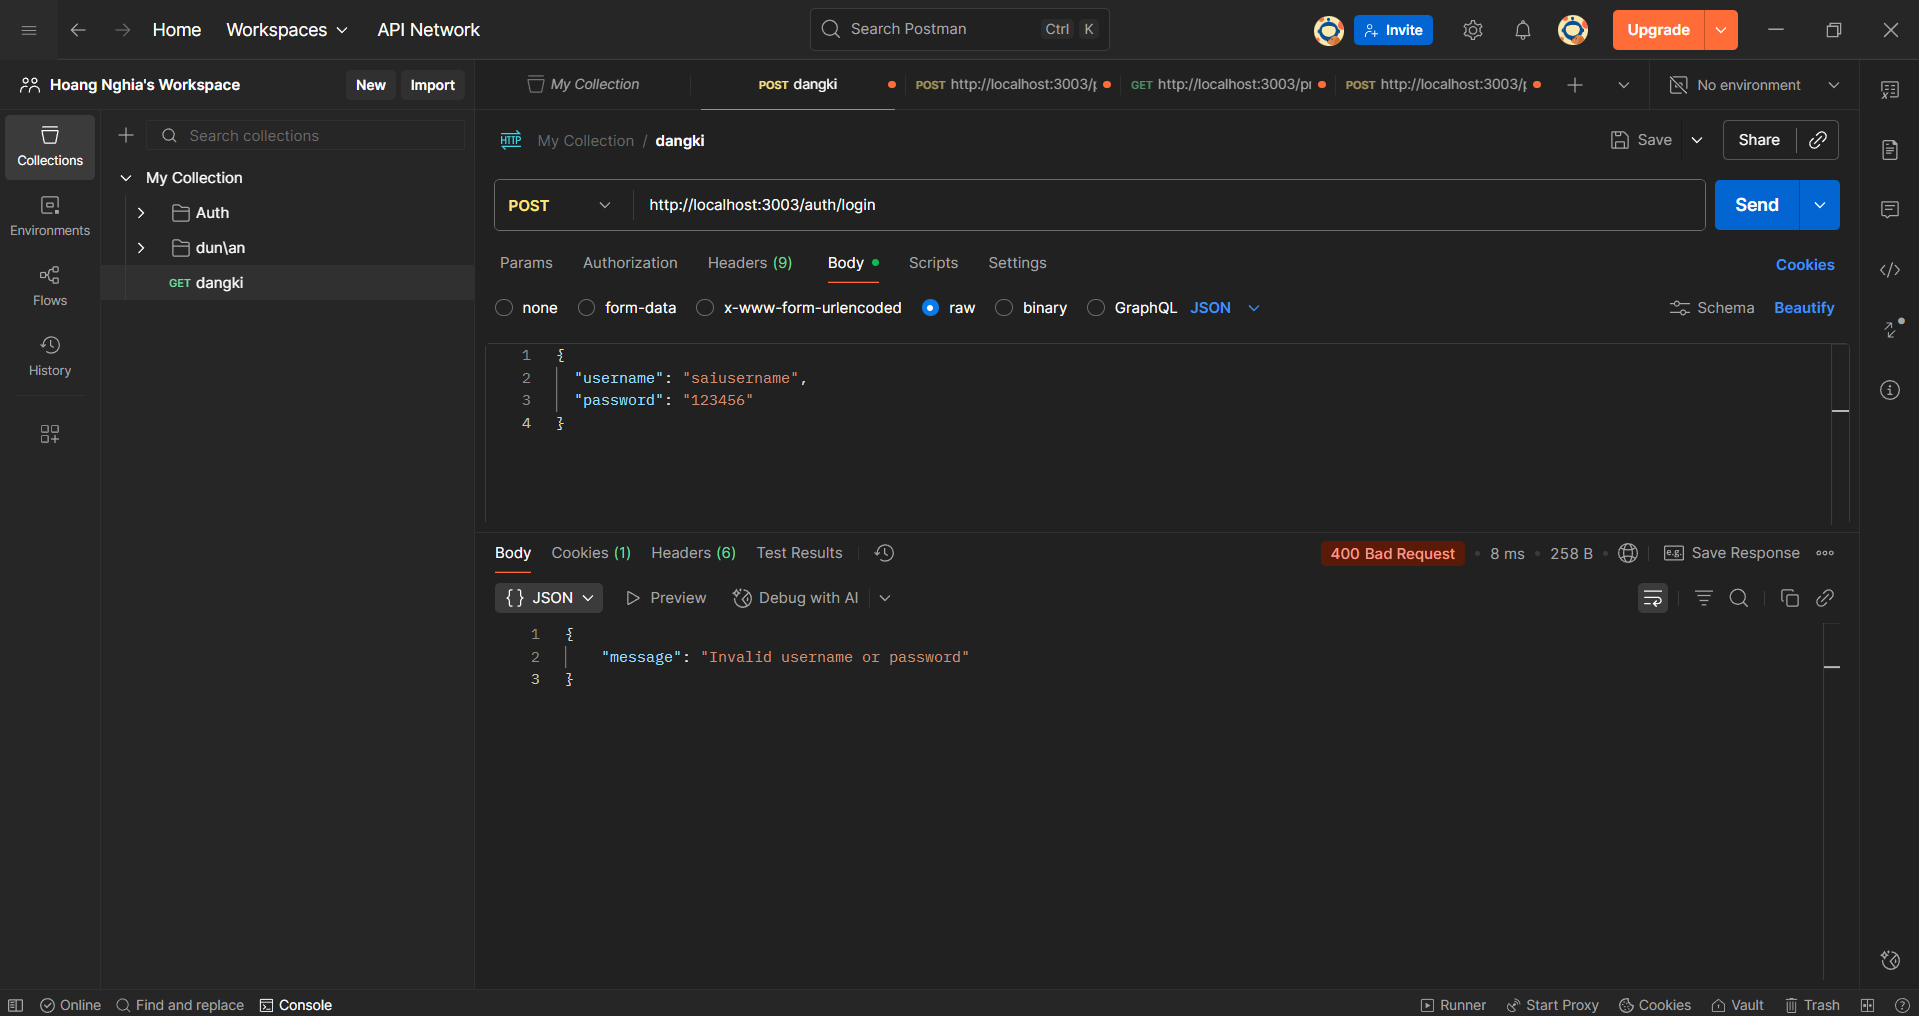 Home Workspaces API Network Search Postman Ctrl K Invite Upgrade
Hoang Nghia's Workspace New Import My Collection POST dangki POST http://localhost:3003/p GET http://localhost:3003/pr POST http://localhost:3003/p No environment
Collections
Environments
Flows
History
Search collections
My Collection
Auth
dun\an
GET dangki
HTTP My Collection / dangki Save Share
POST http://localhost:3003/auth/login Send
Params Authorization Headers (9) Body Scripts Settings Cookies
none form-data x-www-form-urlencoded raw binary GraphQL JSON Schema Beautify
1 {
2 "username": "saiusername",
3 "password": "123456"
4 }
Body Cookies (1) Headers (6) Test Results 400 Bad Request 8 ms 258 B e.g. Save Response
{} JSON Preview Debug with AI
1 {
2 "message": "Invalid username or password"
3 }
Online Find and replace Console Runner Start Proxy Cookies Vault Trash